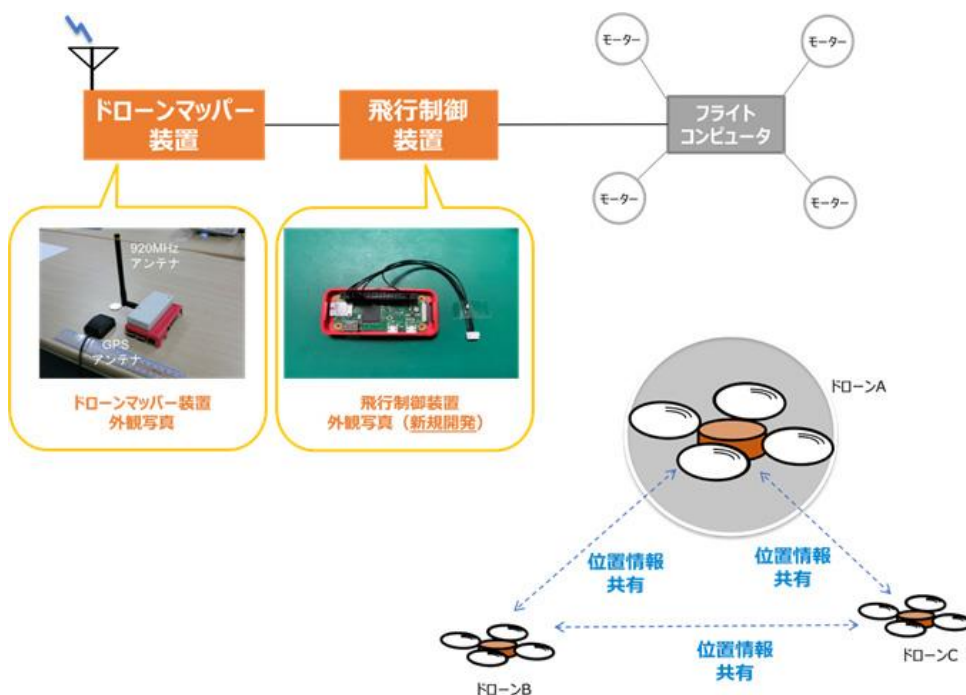 モーター
モーター
ドローンマッパー
装置
飛行制御
装置
フライト
コンピュータ
モーター
モーター
920MHz
アンテナ
GPS
アンテナ
ドローンマッパー装置
外観写真
飛行制御装置
外観写真（新規開発）
ドローンA
位置情報
共有
位置情報
共有
位置情報
共有
ドローンB
ドローンC